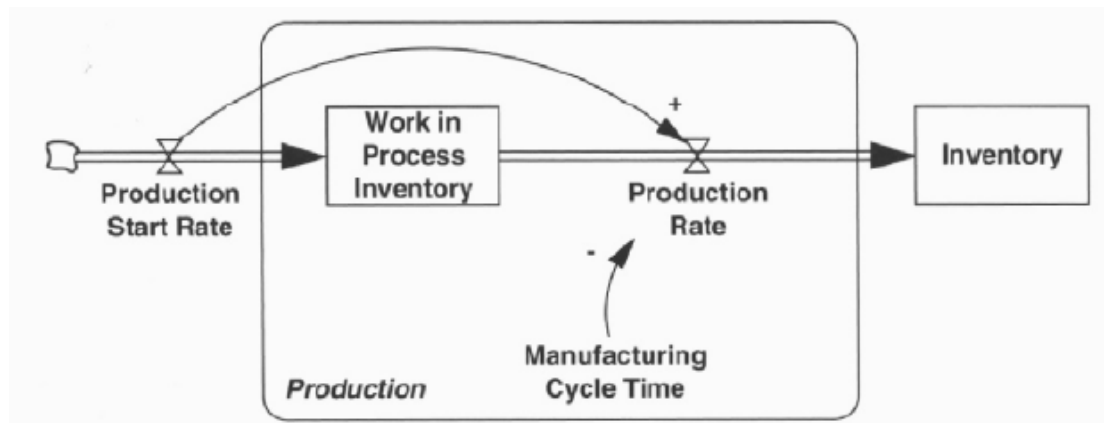 +
Work in
Process
Inventory
Inventory
Production
Start Rate
Production
Rate
-
Manufacturing
Cycle Time
Production